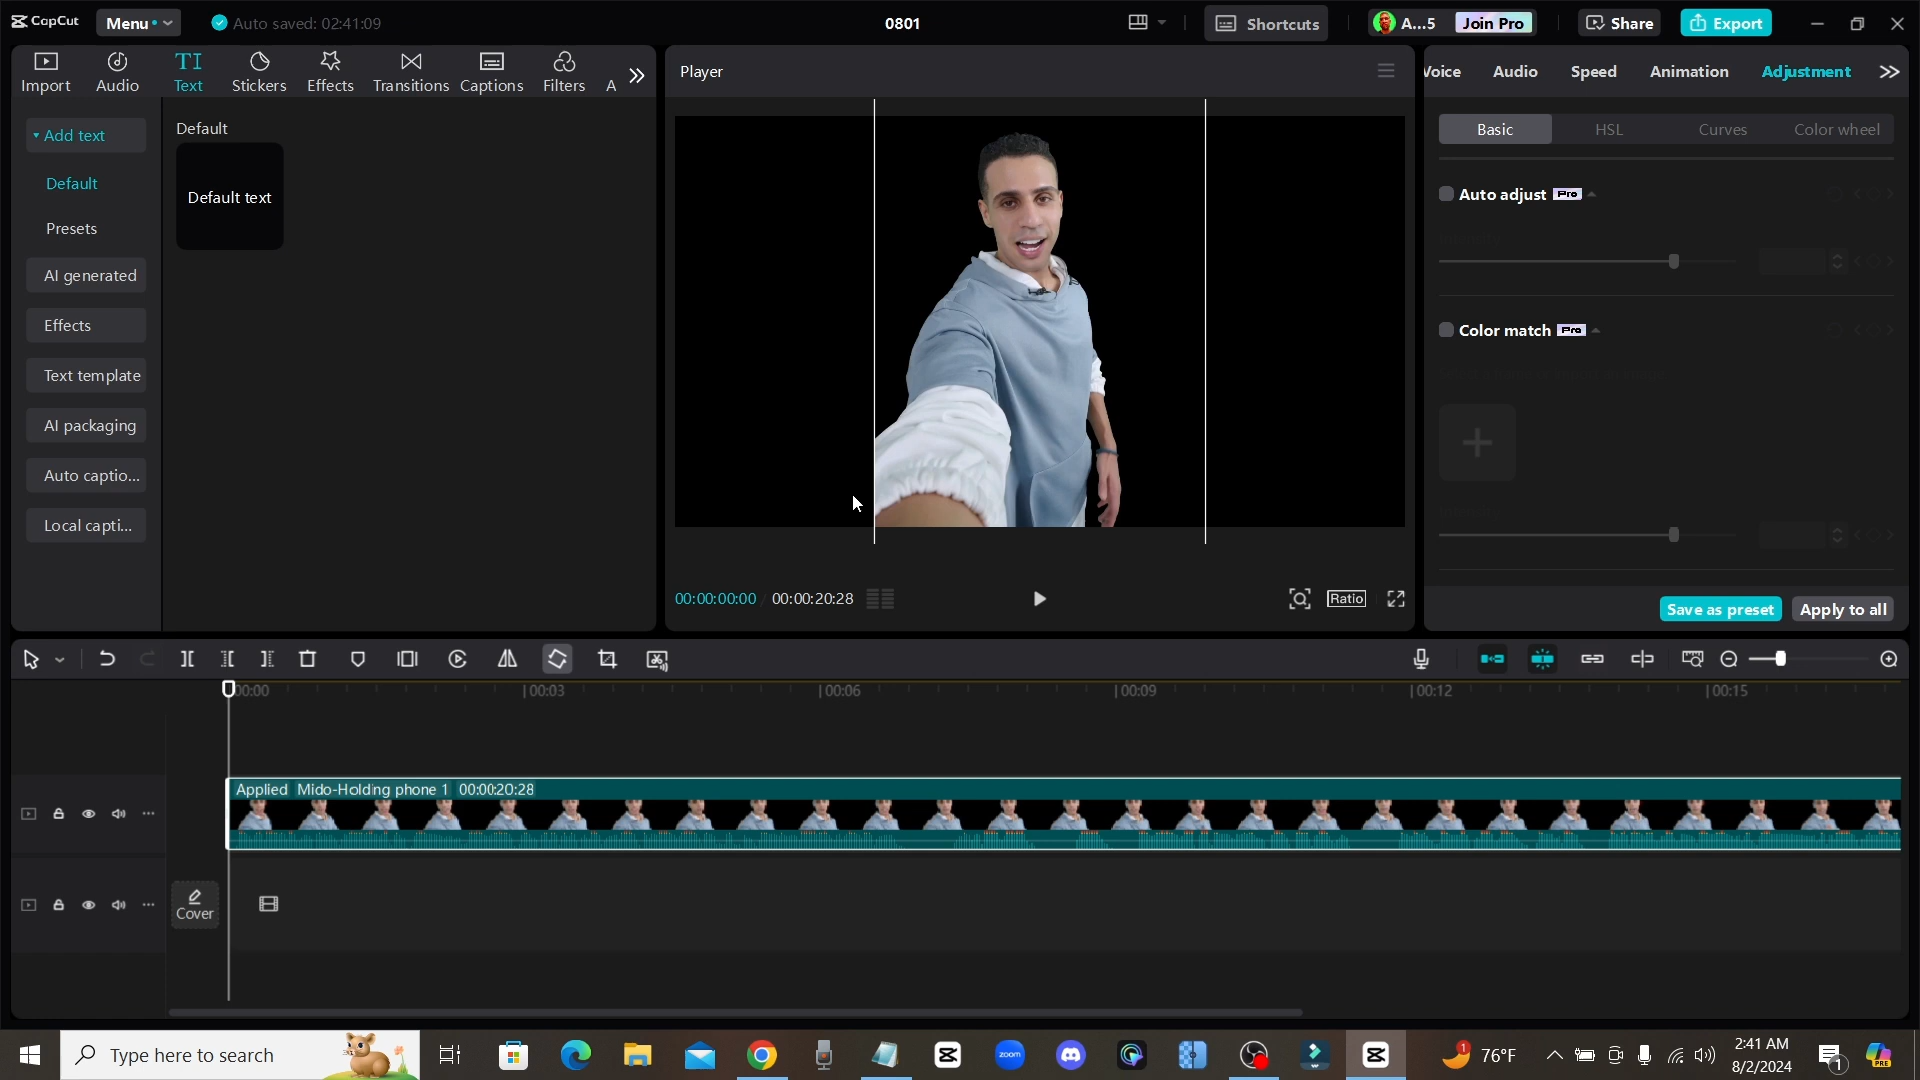 CapCut
Menu
Auto saved: 02:41:09
0801
Shortcuts
A...5
Join Pro
Share
Export
Import
Audio
Text
Stickers
Effects
Transitions
Captions
Filters
A
Player
Voice
Audio
Speed
Animation
Adjustment
Add text
Default
Presets
AI generated
Effects
Text template
AI packaging
Auto captio...
Local capti...
Default
Default text
Basic
HSL
Curves
Color wheel
Auto adjust Pro
Color match Pro
00:00:00:00 / 00:00:20:28
Ratio
Save as preset
Apply to all
00:00
00:03
00:06
00:09
00:12
00:15
Applied Mido-Holding phone 1 00:00:20:28
Cover
Type here to search
zoom
1
76°F
2:41 AM
8/2/2024
1
PRE